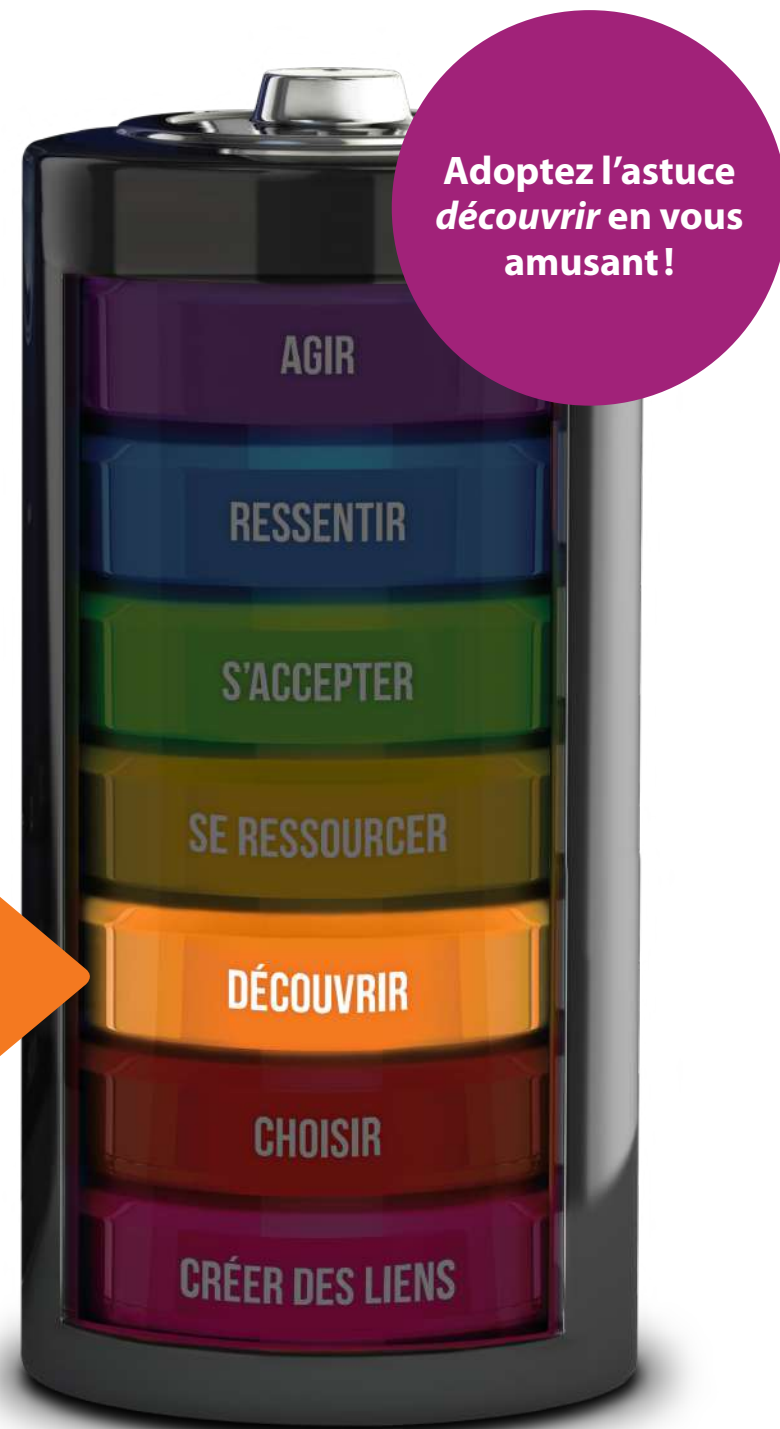 Adoptez l'astuce
découvrir en vous
amusant !
AGIR
RESSENTIR
S'ACCEPTER
SE RESSOURCER
DÉCOUVRIR
CHOISIR
CRÉER DES LIENS